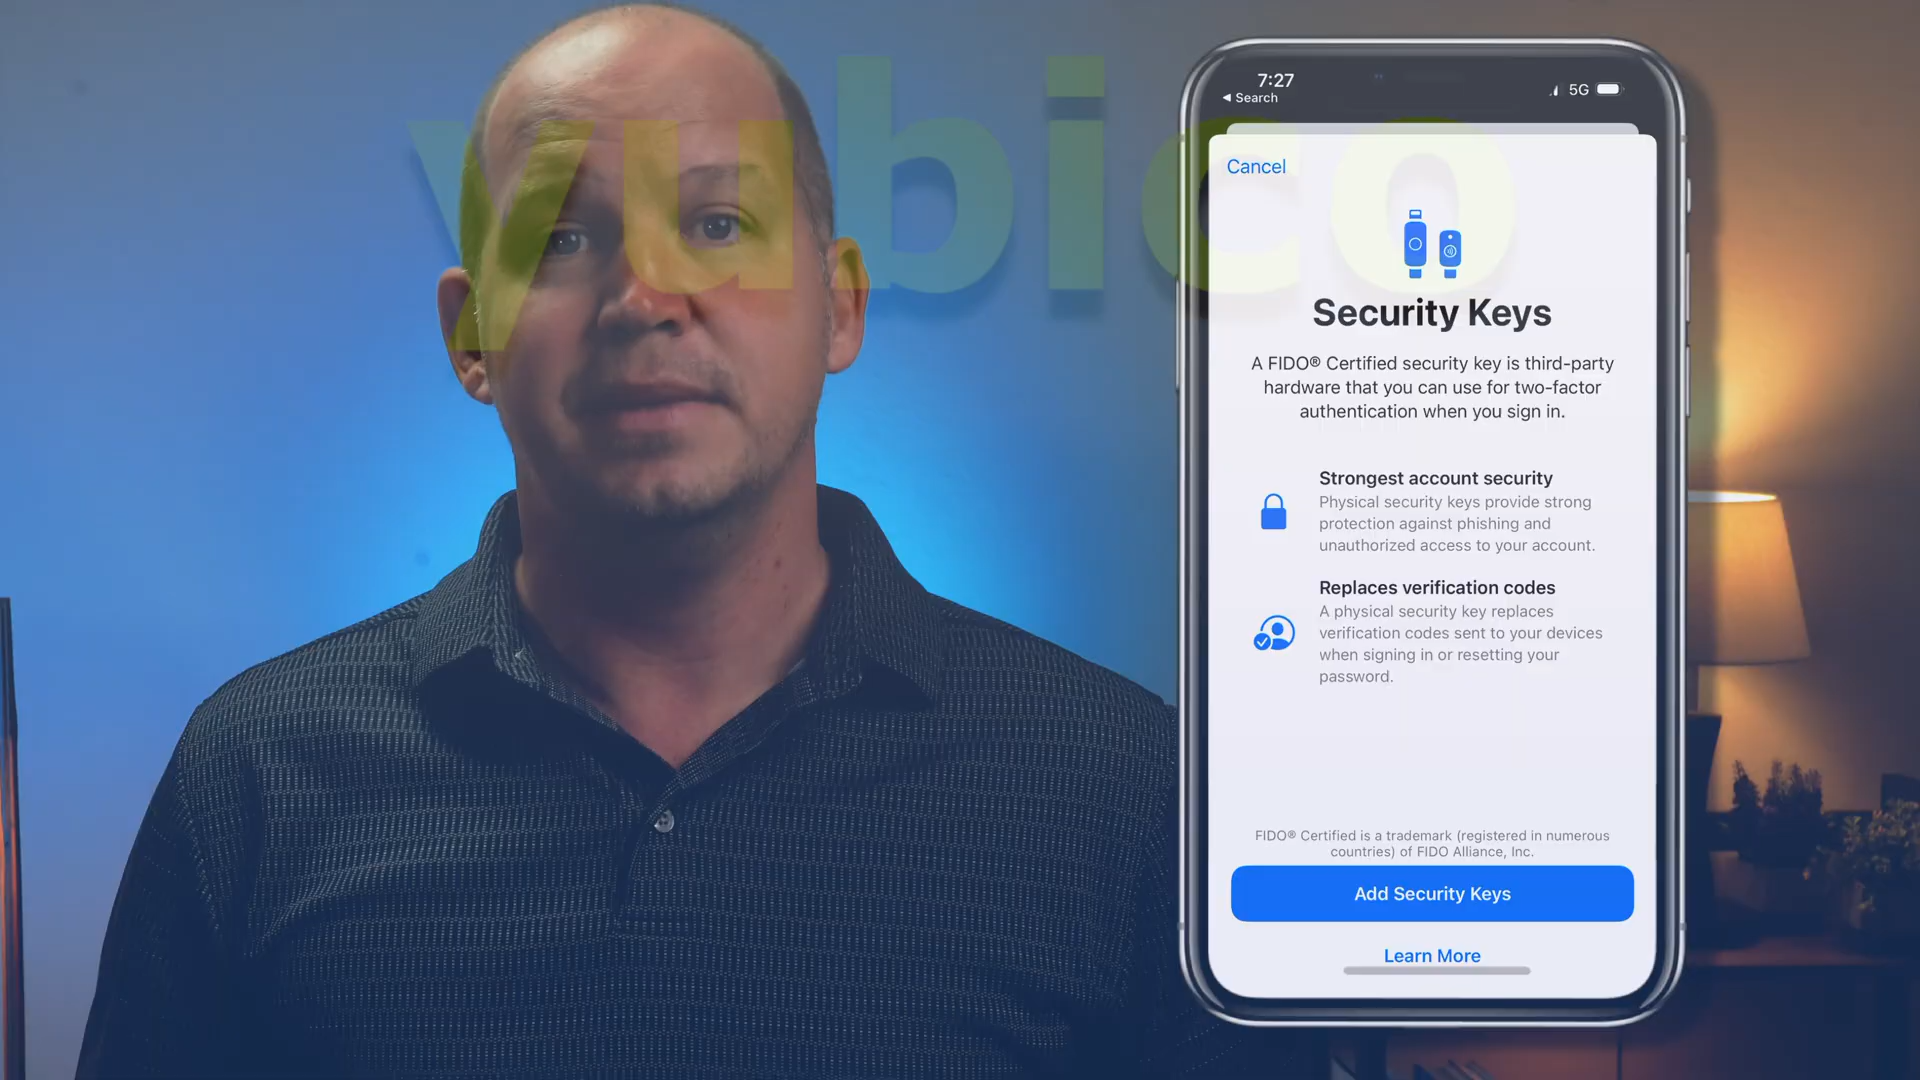 yubico
7:27
Search
5G
Cancel
Security Keys
A FIDO® Certified security key is third-party
hardware that you can use for two-factor
authentication when you sign in.
Strongest account security
Physical security keys provide strong
protection against phishing and
unauthorized access to your account.
Replaces verification codes
A physical security key replaces
verification codes sent to your devices
when signing in or resetting your
password.
FIDO® Certified is a trademark (registered in numerous
countries) of FIDO Alliance, Inc.
Add Security Keys
Learn More